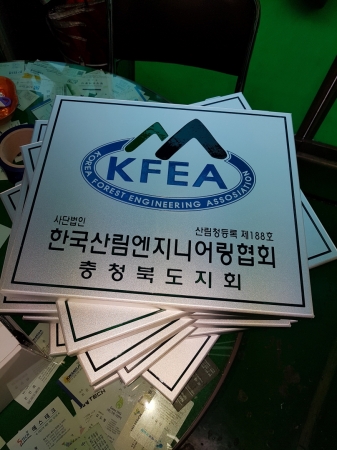 KFEA
KOREA FOREST ENGINEERING ASSOCIATION
사단법인 산림청등록 제188호
한국산림엔지니어링협회
충청북도지회